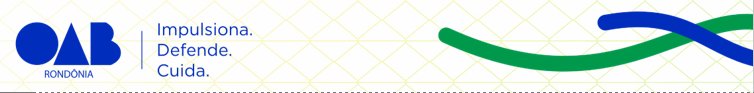 OAB
RONDÔNIA
Impulsiona.
Defende.
Cuida.